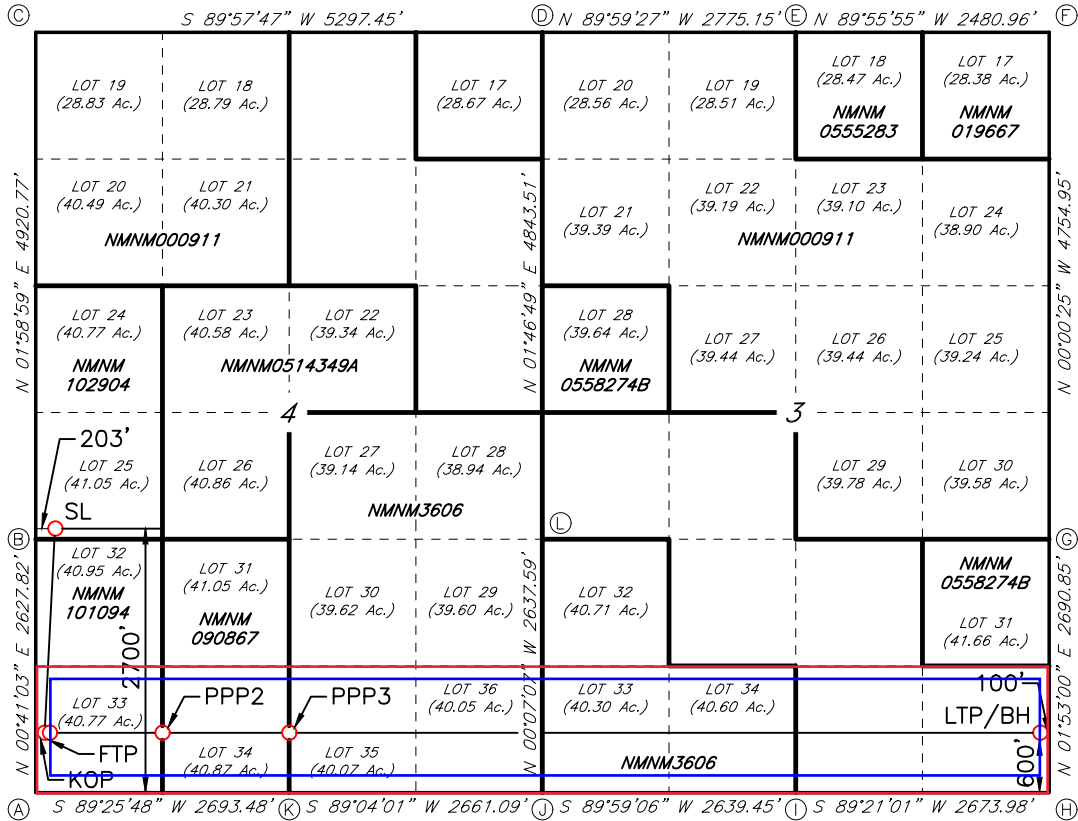 C
S 89°57'47" W 5297.45'
D
N 89°59'27" W 2775.15'
E
N 89°55'55" W 2480.96'
F
LOT 19
(28.83 Ac.)
LOT 18
(28.79 Ac.)
LOT 17
(28.67 Ac.)
LOT 20
(28.56 Ac.)
LOT 19
(28.51 Ac.)
LOT 18
(28.47 Ac.)
NMNM
0555283
LOT 17
(28.38 Ac.)
NMNM
019667
N 01°58'59" E 4920.77'
LOT 20
(40.49 Ac.)
LOT 21
(40.30 Ac.)
NMNM000911
N 01°46'49" E 4843.51'
LOT 21
(39.39 Ac.)
LOT 22
(39.19 Ac.)
LOT 23
(39.10 Ac.)
LOT 24
(38.90 Ac.)
NMNM000911
N 00°00'25" W 4754.95'
LOT 24
(40.77 Ac.)
NMNM
102904
LOT 23
(40.58 Ac.)
LOT 22
(39.34 Ac.)
NMNM0514349A
LOT 28
(39.64 Ac.)
NMNM
0558274B
LOT 27
(39.44 Ac.)
LOT 26
(39.44 Ac.)
LOT 25
(39.24 Ac.)
4
3
203'
LOT 25
(41.05 Ac.)
SL
LOT 26
(40.86 Ac.)
LOT 27
(39.14 Ac.)
LOT 28
(38.94 Ac.)
NMNM3606
LOT 29
(39.78 Ac.)
LOT 30
(39.58 Ac.)
B
L
G
N 00°41'03" E 2627.82'
LOT 32
(40.95 Ac.)
NMNM
101094
2700'
LOT 31
(41.05 Ac.)
NMNM
090867
LOT 30
(39.62 Ac.)
LOT 29
(39.60 Ac.)
N 00°07'07" W 2637.59'
LOT 32
(40.71 Ac.)
NMNM
0558274B
LOT 31
(41.66 Ac.)
N 01°53'00" E 2690.85'
LOT 33
(40.77 Ac.)
PPP2
PPP3
LOT 36
(40.05 Ac.)
LOT 33
(40.30 Ac.)
LOT 34
(40.60 Ac.)
100'
LTP/BH
FTP
KOP
LOT 34
(40.87 Ac.)
LOT 35
(40.07 Ac.)
NMNM3606
600'
A
S 89°25'48" W 2693.48'
K
S 89°04'01" W 2661.09'
J
S 89°59'06" W 2639.45'
I
S 89°21'01" W 2673.98'
H